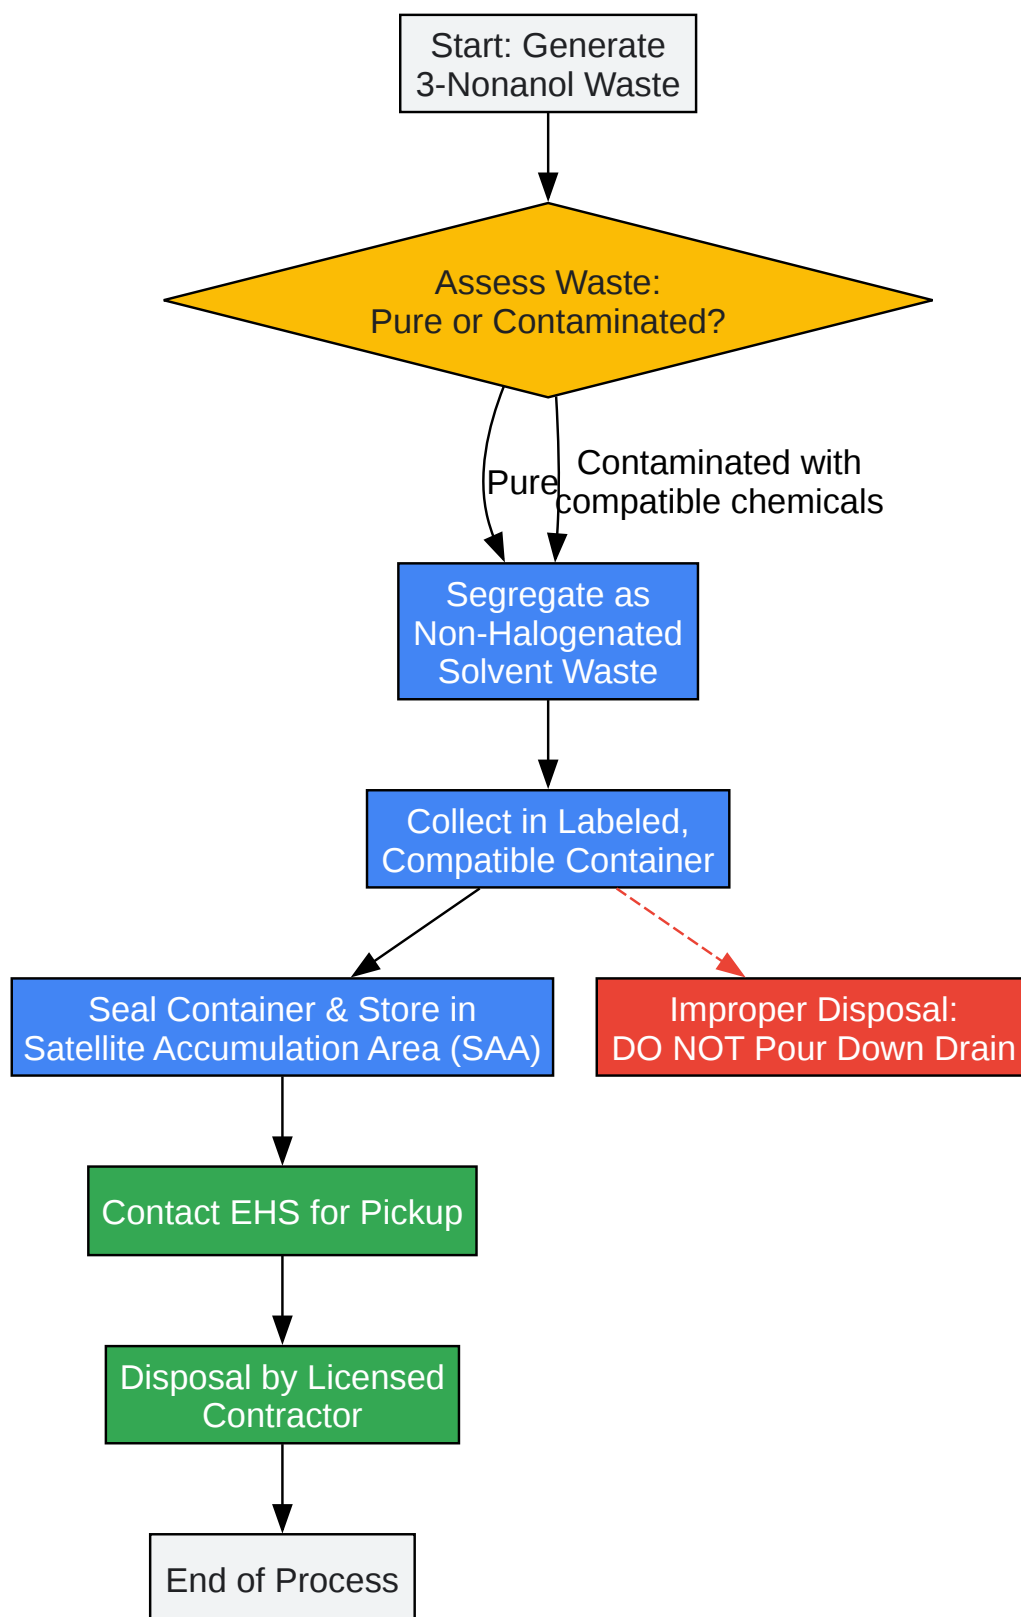 Start: Generate
3-Nonanol Waste
Assess Waste:
Pure or Contaminated?
Pure
Contaminated with
compatible chemicals
Segregate as
Non-Halogenated
Solvent Waste
Collect in Labeled,
Compatible Container
Seal Container & Store in
Satellite Accumulation Area (SAA)
Improper Disposal:
DO NOT Pour Down Drain
Contact EHS for Pickup
Disposal by Licensed
Contractor
End of Process